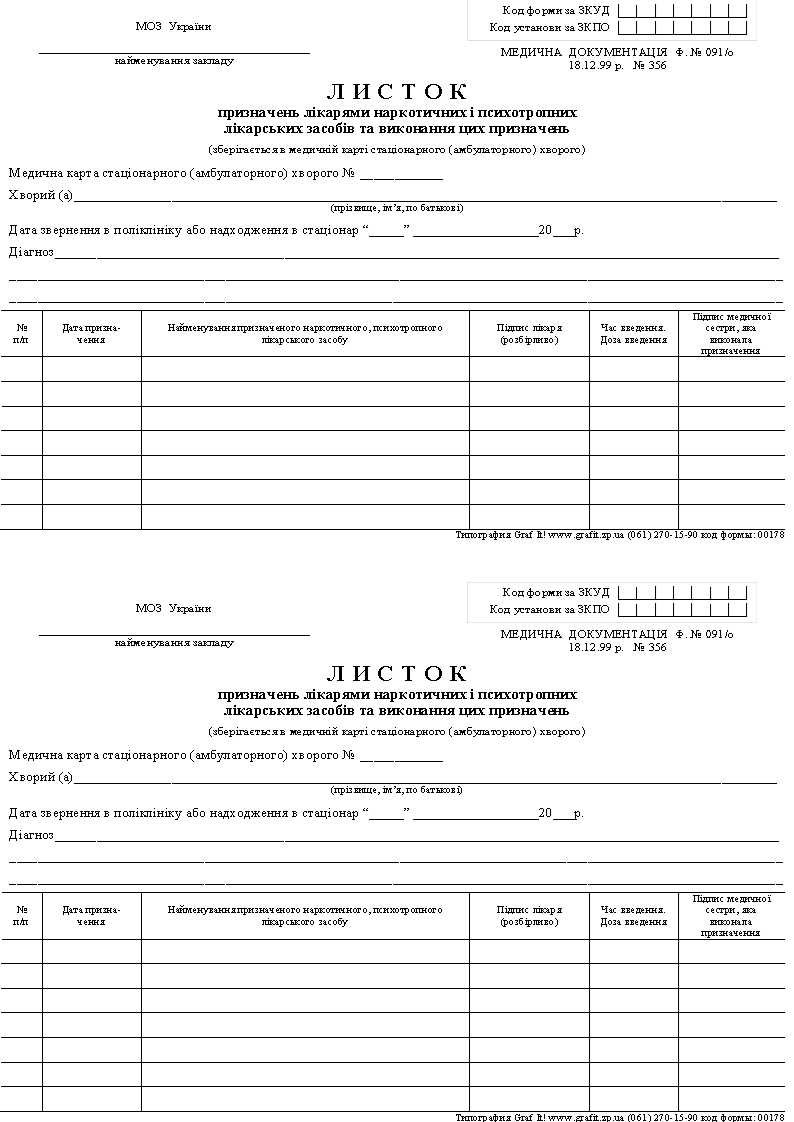 Код форми за ЗКУД
МОЗ України
Код установи за ЗКПО
МЕДИЧНА ДОКУМЕНТАЦІЯ Ф. № 091/о
найменування закладу
18.12.99 р. № 356
ЛИСТОК
призначень лікарями наркотичних і психотропних
лікарських засобів та виконання цих призначень
(зберігається в медичній карті стаціонарного (амбулаторного) хворого)
Медична карта стаціонарного (амбулаторного) хворого № ____________
Хворий (а)____________
(прізвище, ім’я, по батькові)
Дата звернення в поліклініку або надходження в стаціонар “_____” __________________20___р.
Діагноз____________
№ п/п
Дата призна-
чення
Найменування призначеного наркотичного, психотропного
лікарського засобу
Підпис лікаря
(розбірливо)
Час введення.
Доза введення
Підпис медичної
сестри, яка
виконала
призначення
Типография Graf It! www.grafit.zp.ua (061) 270-15-90 код формы: 00178
Код форми за ЗКУД
МОЗ України
Код установи за ЗКПО
МЕДИЧНА ДОКУМЕНТАЦІЯ Ф. № 091/о
найменування закладу
18.12.99 р. № 356
ЛИСТОК
призначень лікарями наркотичних і психотропних
лікарських засобів та виконання цих призначень
(зберігається в медичній карті стаціонарного (амбулаторного) хворого)
Медична карта стаціонарного (амбулаторного) хворого № ____________
Хворий (а)____________
(прізвище, ім’я, по батькові)
Дата звернення в поліклініку або надходження в стаціонар “_____” __________________20___р.
Діагноз____________
№ п/п
Дата призна-
чення
Найменування призначеного наркотичного, психотропного
лікарського засобу
Підпис лікаря
(розбірливо)
Час введення.
Доза введення
Підпис медичної
сестри, яка
виконала
призначення
Типография Graf It! www.grafit.zp.ua (061) 270-15-90 код формы: 00178